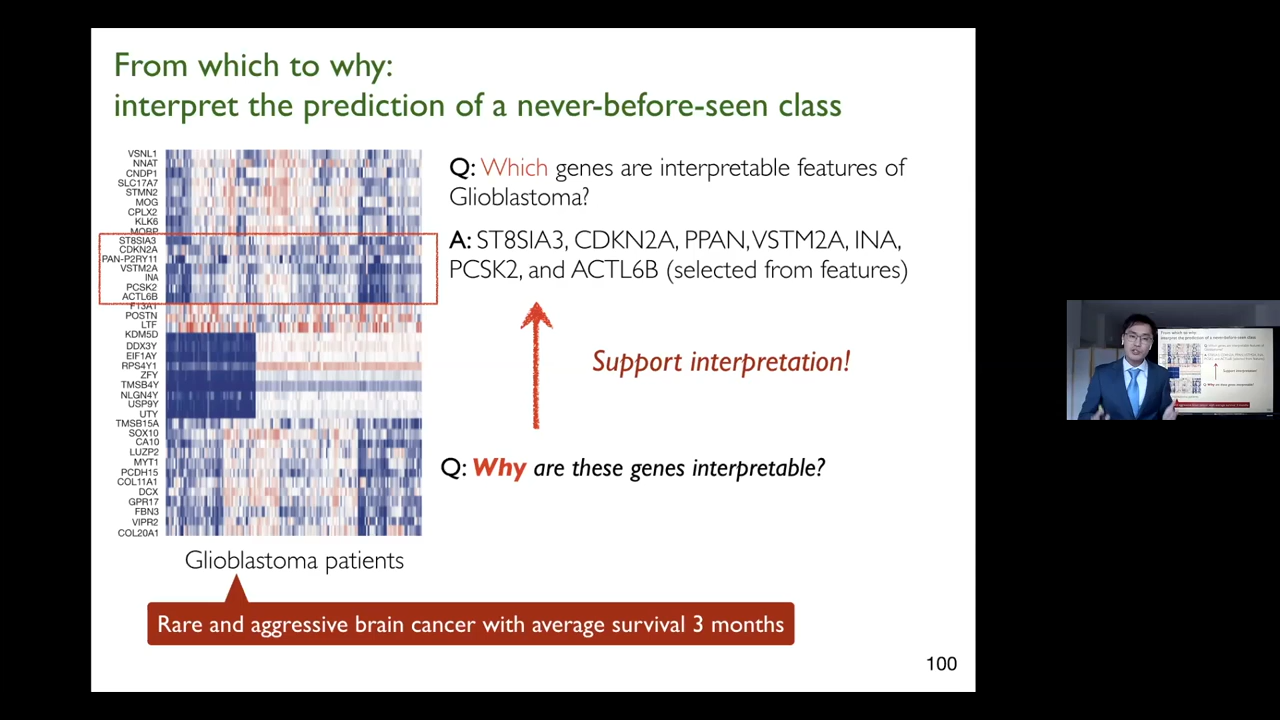 From which to why:
interpret the prediction of a never-before-seen class
VSNL1
NNAT
CNDP1
SLC17A7
STMN2
MOG
CPLX2
KLK6
MOBP
ST8SIA3
CDKN2A
PAN-P2RY11
VSTM2A
INA
PCSK2
ACTL6B
F13A1
POSTN
LTF
KDM5D
DDX3Y
EIF1AY
RPS4Y1
ZFY
TMSB4Y
NLGN4Y
USP9Y
UTY
TMSB15A
SOX10
CA10
LUZP2
MYT1
PCDH15
COL11A1
DCX
GPR17
FBN3
VIPR2
COL20A1
Glioblastoma patients
Rare and aggressive brain cancer with average survival 3 months
Q: Which genes are interpretable features of
Glioblastoma?
A: ST8SIA3, CDKN2A, PPAN, VSTM2A, INA,
PCSK2, and ACTL6B (selected from features)
Support interpretation!
Q: Why are these genes interpretable?
100